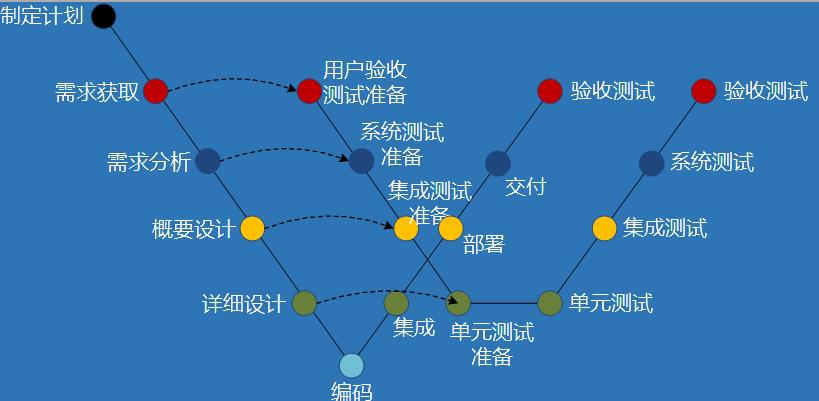 制定计划
需求获取
用户验收
测试准备
验收测试
验收测试
需求分析
系统测试
准备
交付
系统测试
概要设计
集成测试
准备
部署
集成测试
详细设计
集成
单元测试
准备
单元测试
编码